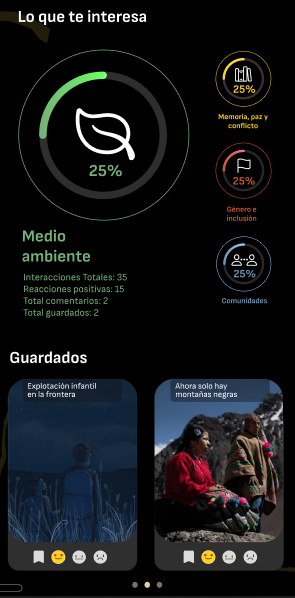 Lo que te interesa
25%
25%
Memoria, paz y
conflicto
25%
Género e
inclusión
25%
Comunidades
Medio
ambiente
Interacciones Totales: 35
Reacciones positivas: 15
Total comentarios: 2
Total guardados: 2
Guardados
Explotación infantil
en la frontera
Ahora solo hay
montañas negras